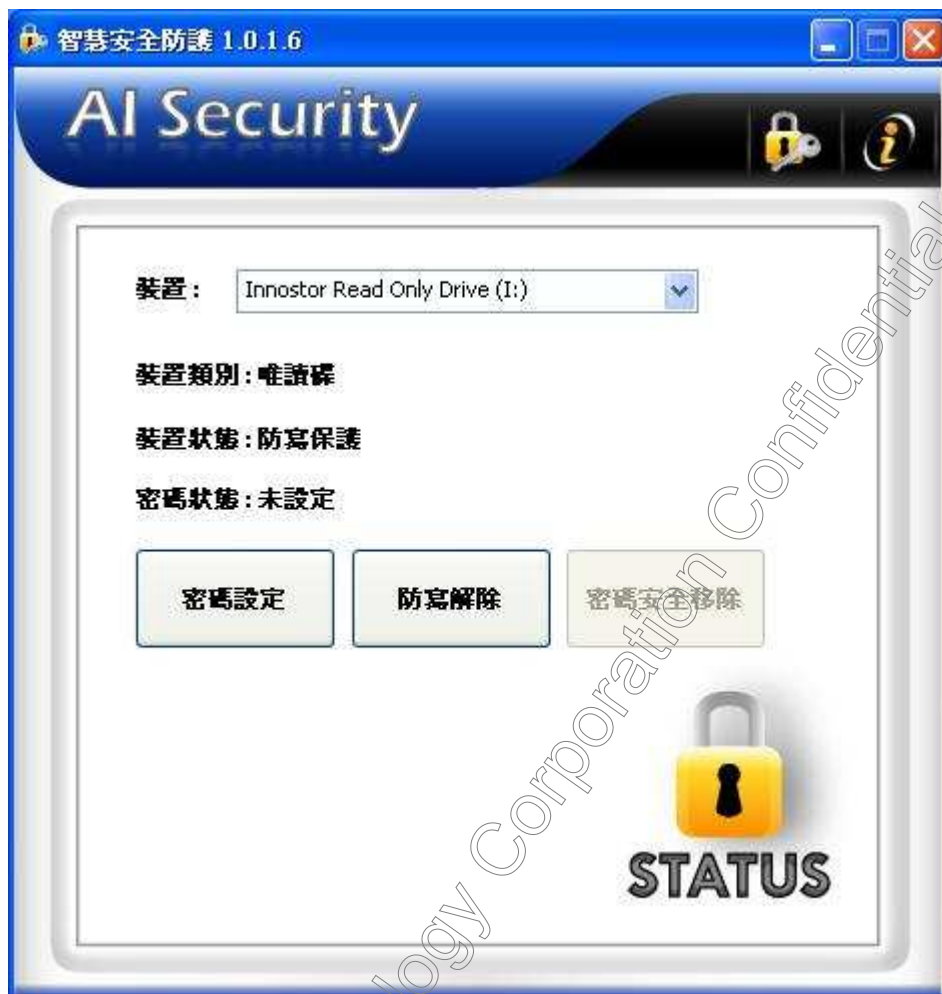 智慧安全防護 1.0.1.6
AI Security
裝置 :
Innostor Read Only Drive (I:)
裝置類別 : 唯讀碟
裝置狀態 : 防寫保護
密碼狀態 : 未設定
密碼設定
防寫解除
密碼安全移除
STATUS
ology Corporation Confidential